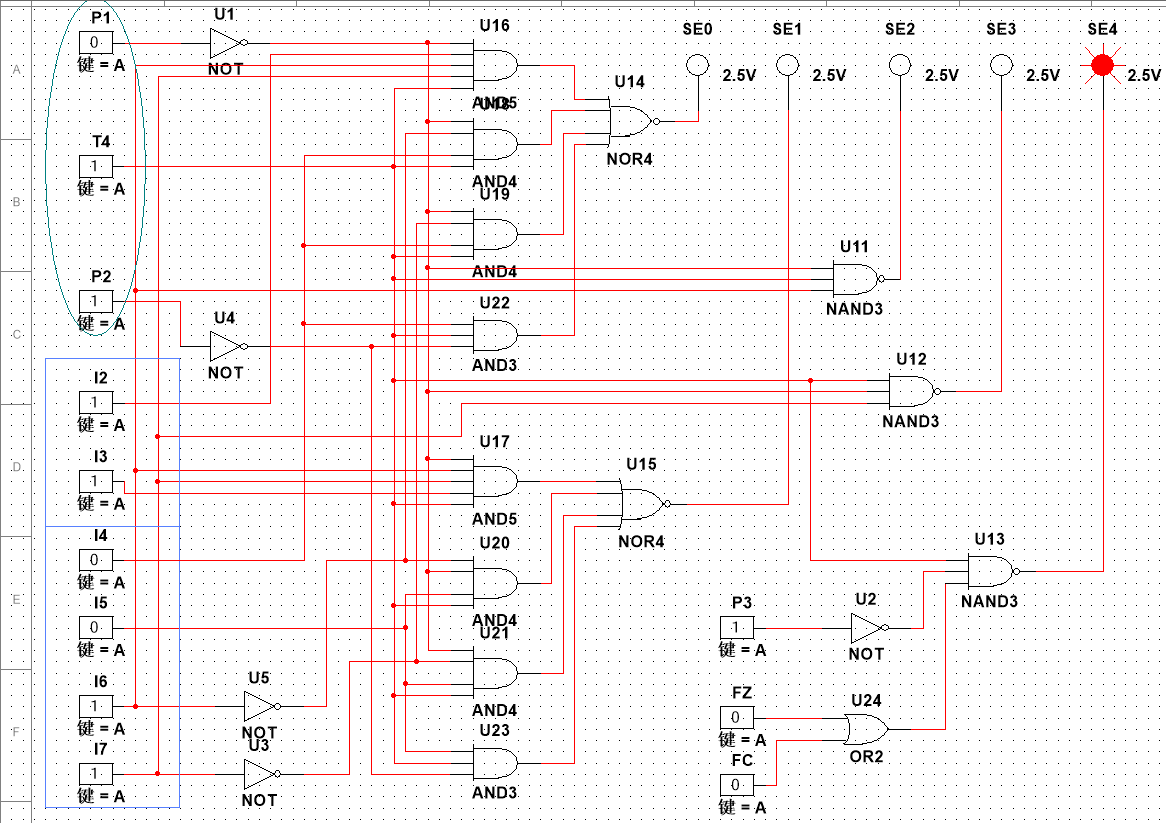 P1
0
键 = A
U1
NOT
U16
AND5
U18
AND4
U14
NOR4
SE0
2.5V
SE1
2.5V
SE2
2.5V
SE3
2.5V
SE4
2.5V
A
T4
1
键 = A
B
U19
AND4
U11
NAND3
P2
1
键 = A
U4
NOT
U22
AND3
C
U12
NAND3
I2
1
键 = A
I3
1
键 = A
D
U17
AND5
U15
NOR4
I4
0
键 = A
U20
AND4
U13
NAND3
E
I5
0
键 = A
U21
AND4
P3
1
键 = A
U2
NOT
I6
1
键 = A
U5
NOT
F
I7
1
键 = A
U3
NOT
U23
AND3
FZ
0
键 = A
U24
OR2
FC
0
键 = A